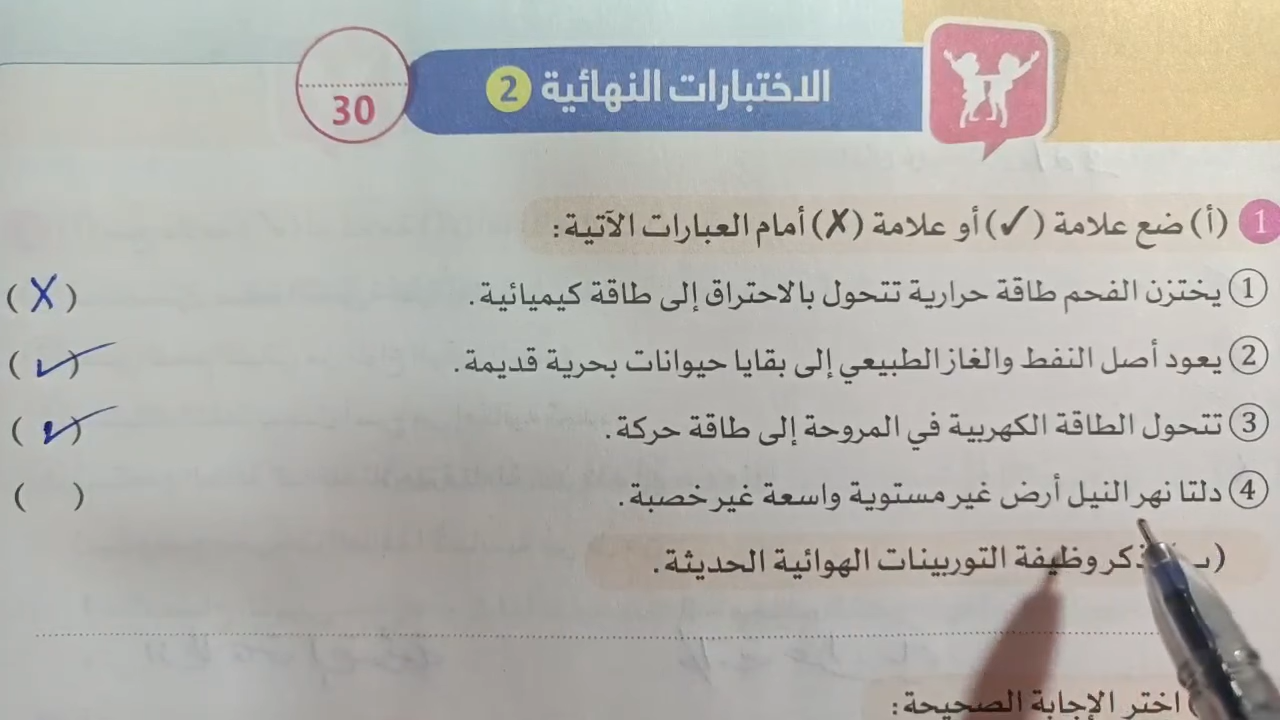 الاختبارات النهائية 2
30
1 (أ) ضع علامة (✓) أو علامة (✗) أمام العبارات الآتية:
1 يختزن الفحم طاقة حرارية تتحول بالاحتراق إلى طاقة كيميائية. (X)
2 يعود أصل النفط والغاز الطبيعي إلى بقايا حيوانات بحرية قديمة. (✓)
3 تتحول الطاقة الكهربية في المروحة إلى طاقة حركة. (✓)
4 دلتا نهر النيل أرض غير مستوية واسعة غير خصبة. ( )
وظيفة التوربينات الهوائية الحديثة.
اختر الإجابة الصحيحة: